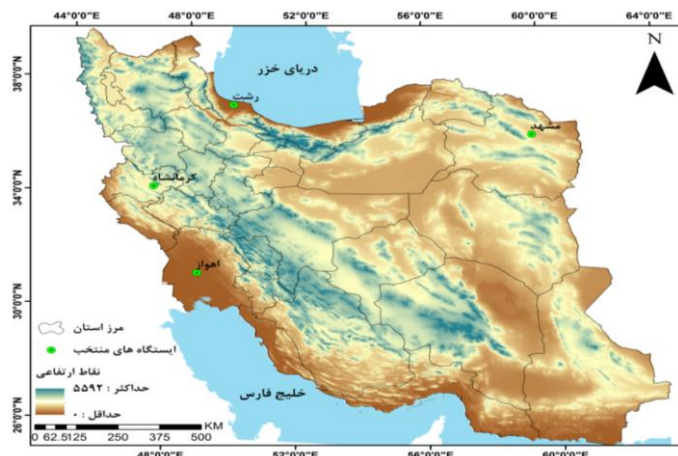 44°0'0"E 48°0'0"E 52°0'0"E 56°0'0"E 60°0'0"E 64°0'0"E
N
38°0'0"N
34°0'0"N
30°0'0"N
26°0'0"N
دریای خزر
رشت
مشهد
کرمانشاه
اهواز
خلیج فارس
مرز استان
ایستگاه های منتخب
نقاط ارتفاعی
حداکثر : ۵۵۹۲
حداقل : ۰
0 62.5125 250 375 500 KM
48°0'0"E 52°0'0"E 56°0'0"E 60°0'0"E